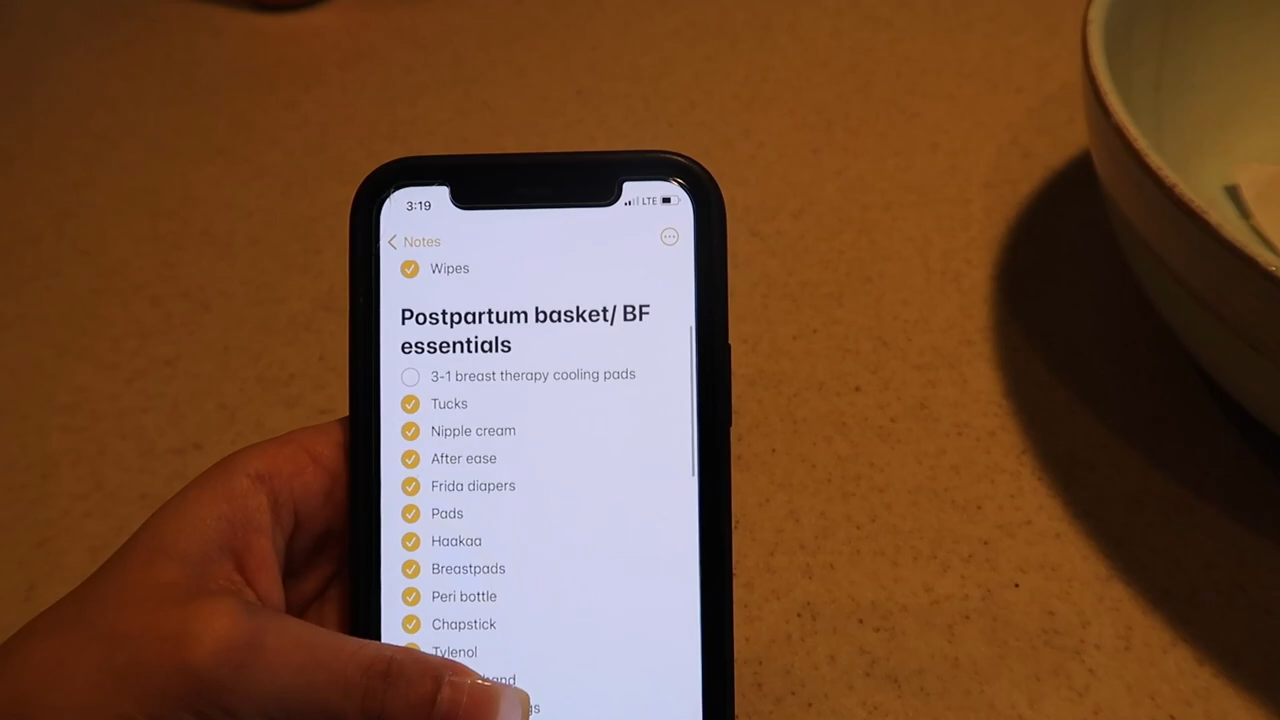 3:19
LTE
Notes
Wipes
Postpartum basket/ BF
essentials
3-1 breast therapy cooling pads
Tucks
Nipple cream
After ease
Frida diapers
Pads
Haakaa
Breastpads
Peri bottle
Chapstick
Tylenol